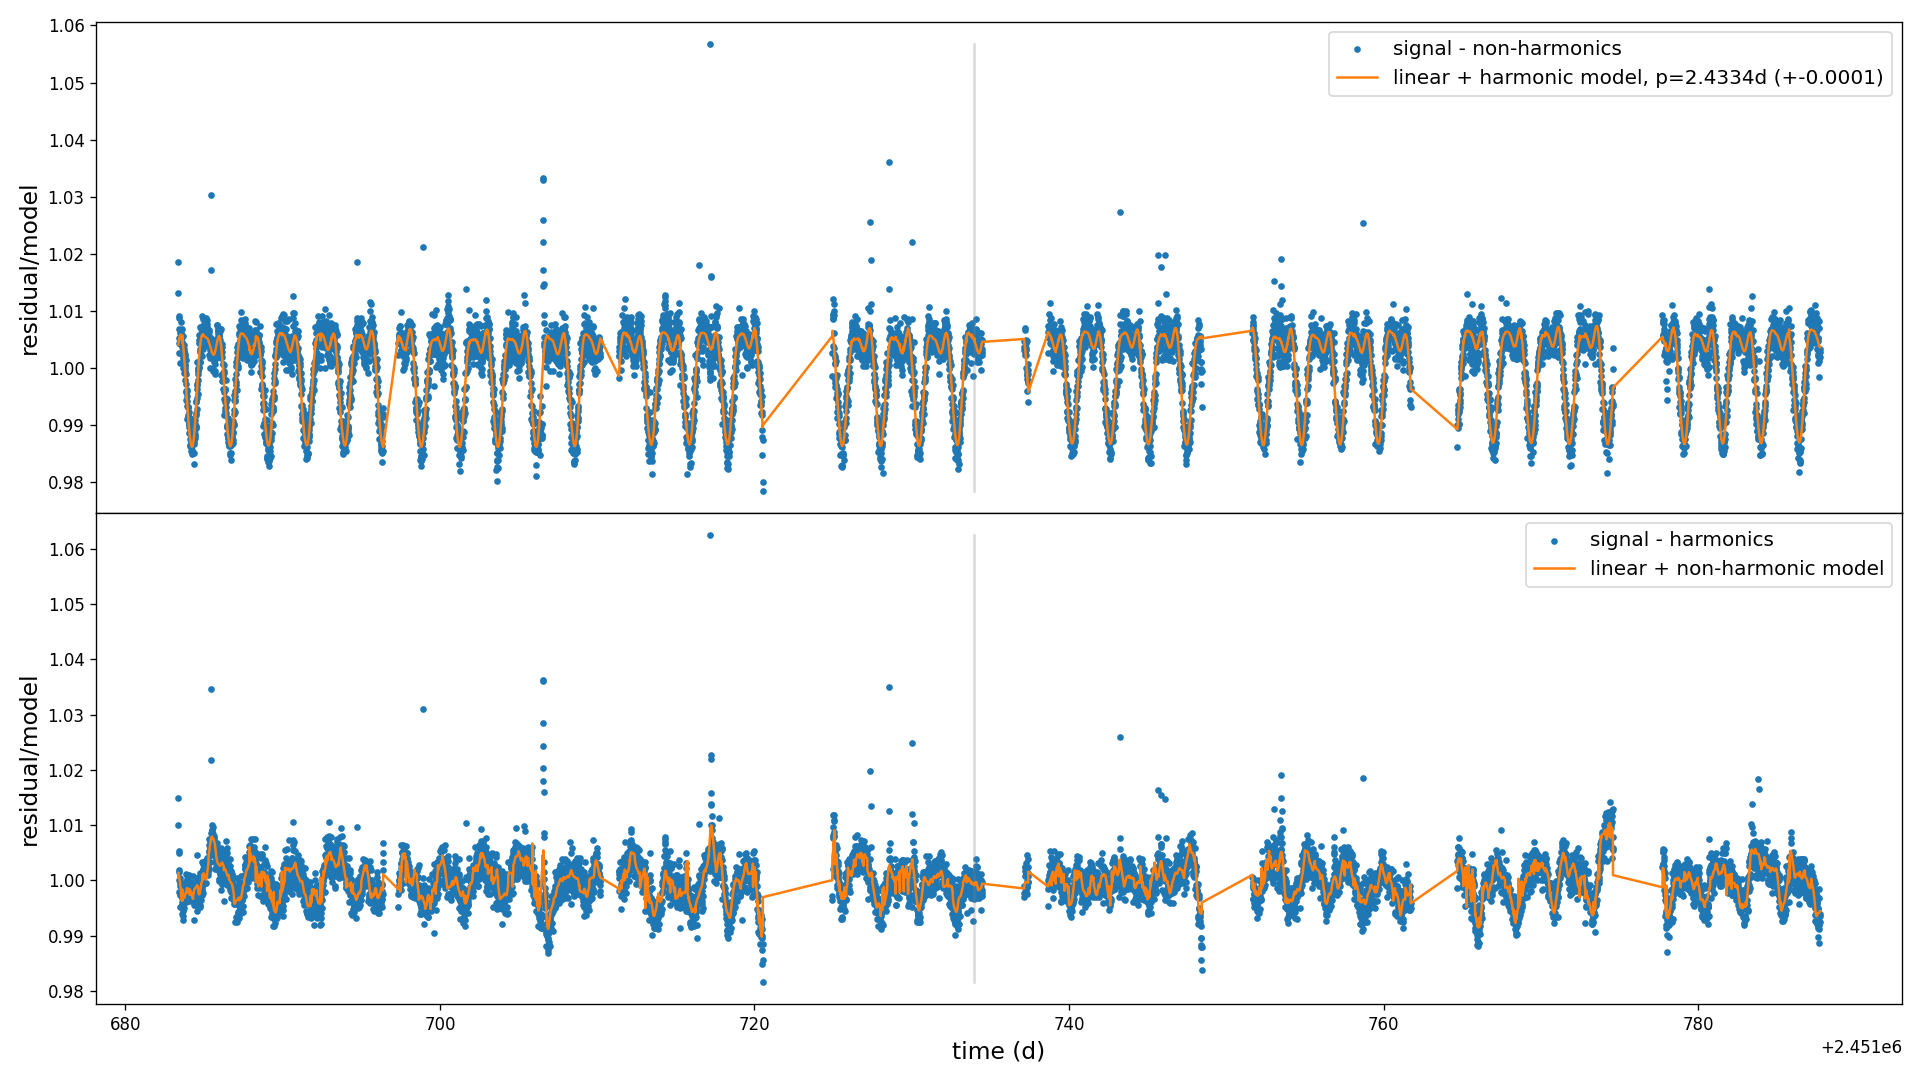 1.06
1.05
1.04
1.03
1.02
1.01
1.00
0.99
0.98
residual/model
signal - non-harmonics
linear + harmonic model, p=2.4334d (+-0.0001)
1.06
1.05
1.04
1.03
1.02
1.01
1.00
0.99
0.98
residual/model
signal - harmonics
linear + non-harmonic model
680 700 720 740 760 780
+2.451e6
time (d)